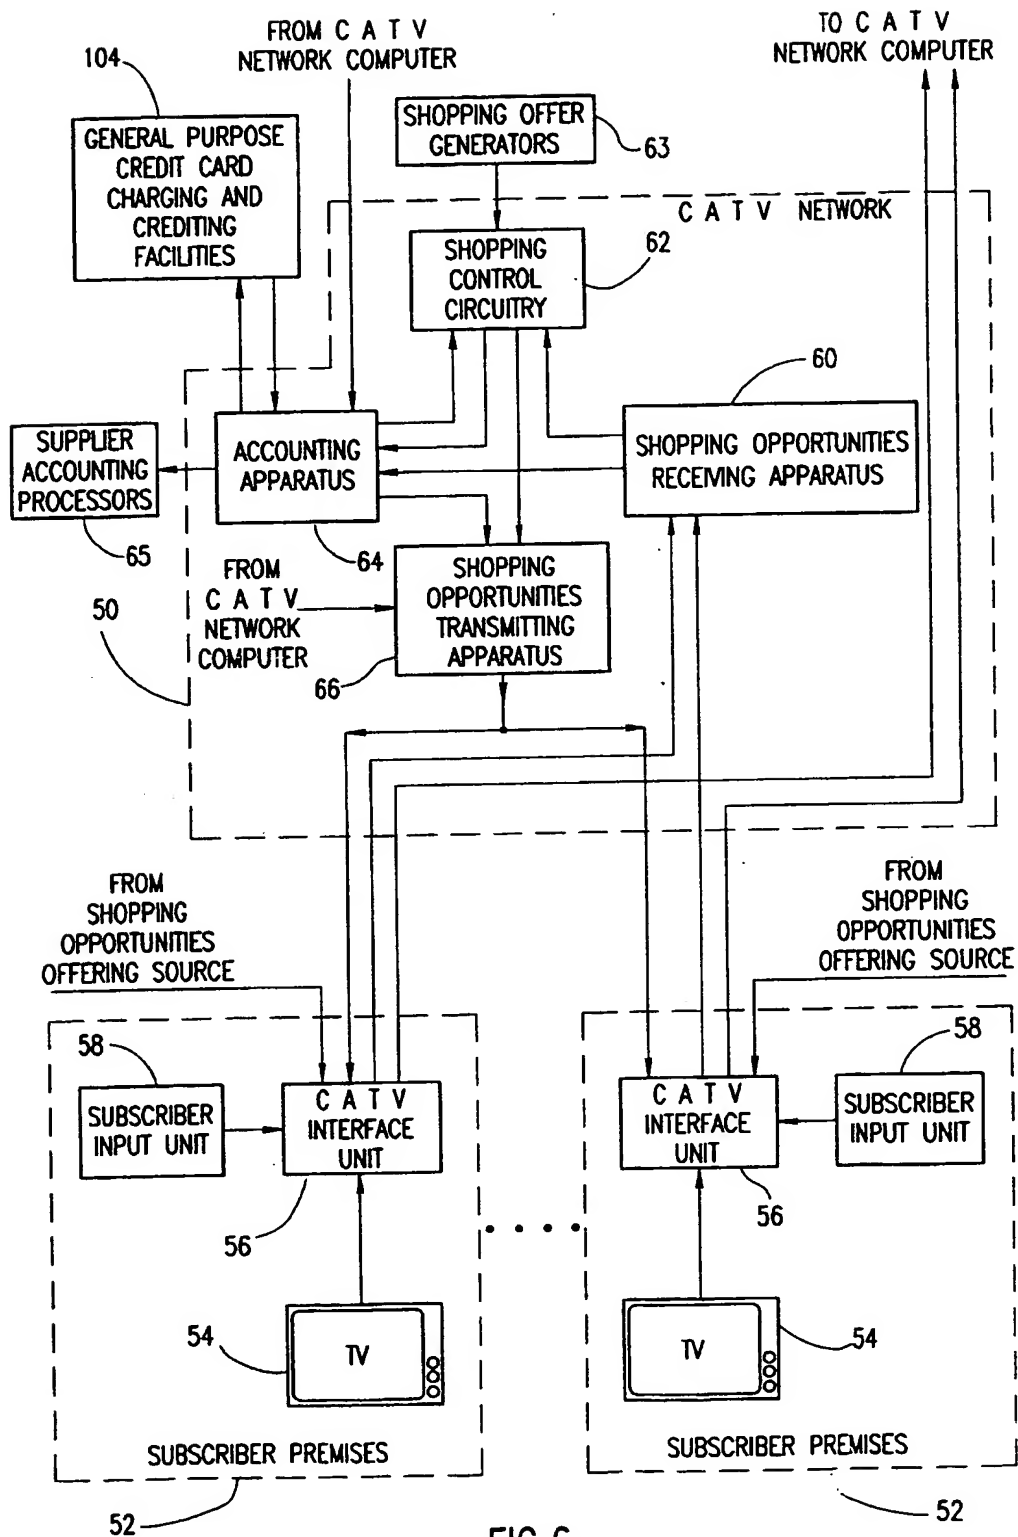 FROM C A T V
NETWORK COMPUTER
TO C A T V
NETWORK COMPUTER
104
GENERAL PURPOSE
CREDIT CARD
CHARGING AND
CREDITING
FACILITIES
SHOPPING OFFER
GENERATORS
63
C A T V NETWORK
SHOPPING
CONTROL
CIRCUITRY
62
60
SUPPLIER
ACCOUNTING
PROCESSORS
65
ACCOUNTING
APPARATUS
64
SHOPPING OPPORTUNITIES
RECEIVING APPARATUS
50
FROM
C A T V
NETWORK
COMPUTER
SHOPPING
OPPORTUNITIES
TRANSMITTING
APPARATUS
66
FROM
SHOPPING
OPPORTUNITIES
OFFERING SOURCE
FROM
SHOPPING
OPPORTUNITIES
OFFERING SOURCE
58
SUBSCRIBER
INPUT UNIT
C A T V
INTERFACE
UNIT
56
54
TV
SUBSCRIBER PREMISES
52
C A T V
INTERFACE
UNIT
56
58
SUBSCRIBER
INPUT UNIT
TV
54
SUBSCRIBER PREMISES
52